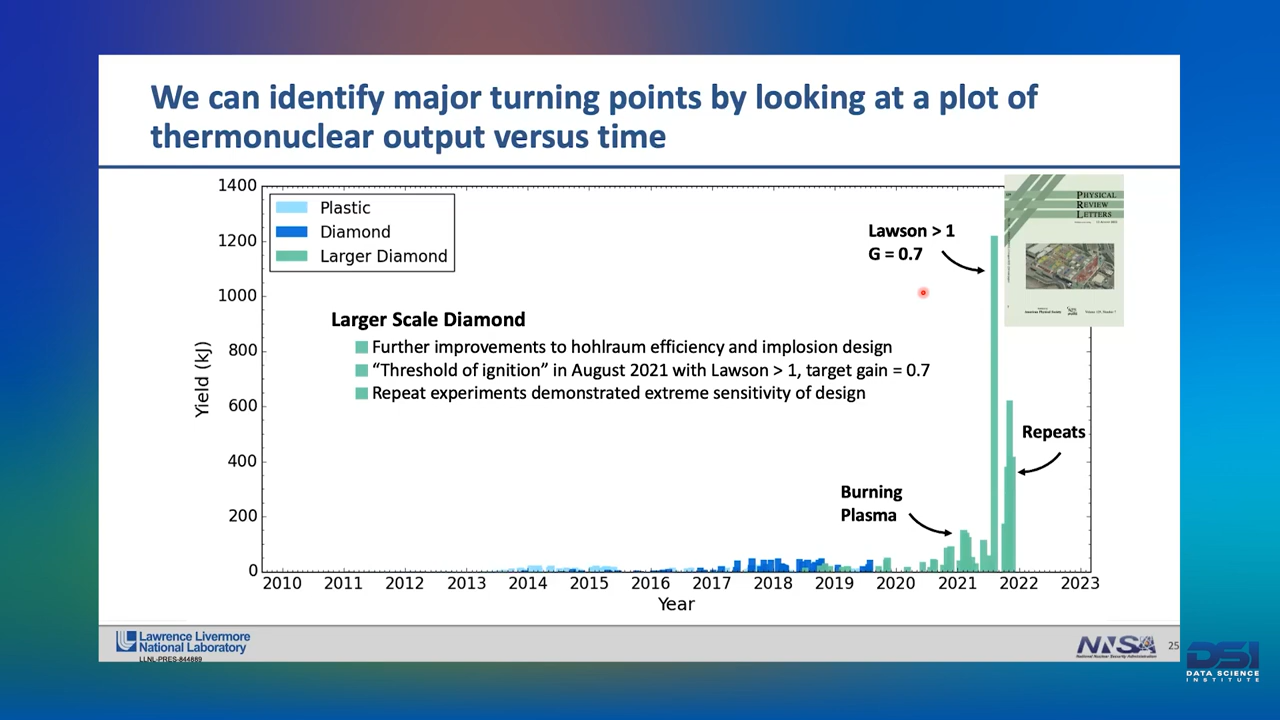 We can identify major turning points by looking at a plot of
thermonuclear output versus time
1400
1200
1000
800
600
400
200
0
Yield (kJ)
Plastic
Diamond
Larger Diamond
Larger Scale Diamond
Further improvements to hohlraum efficiency and implosion design
“Threshold of ignition” in August 2021 with Lawson > 1, target gain = 0.7
Repeat experiments demonstrated extreme sensitivity of design
Lawson > 1
G = 0.7
PHYSICAL
REVIEW
LETTERS
American Physical Society
Repeats
Burning
Plasma
2010 2011 2012 2013 2014 2015 2016 2017 2018 2019 2020 2021 2022 2023
Year
Lawrence Livermore
National Laboratory
LLNL-PRES-844889
NNSA
National Nuclear Security Administration
25
DSI
DATA SCIENCE
INSTITUTE